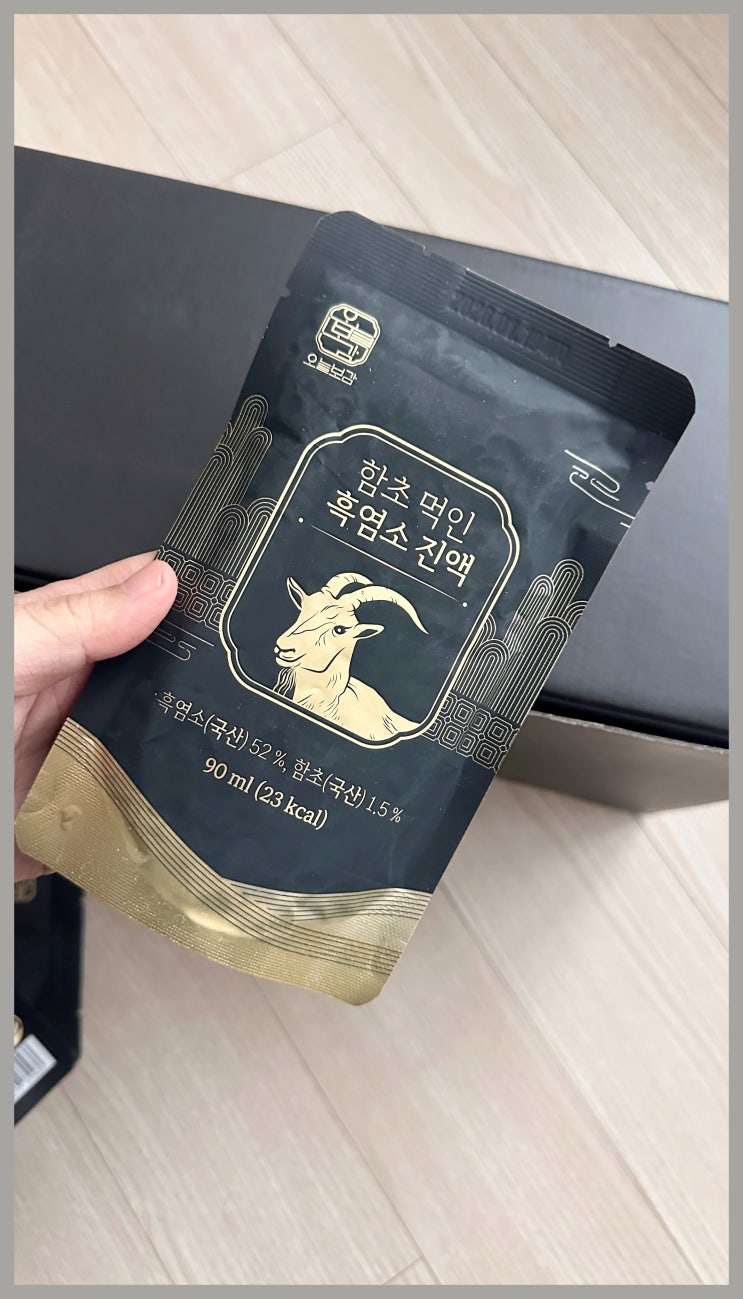 오늘보감
함초 먹인
흑염소 진액
흑염소(국산) 52 %, 함초(국산) 1.5 %
90 ml (23 kcal)